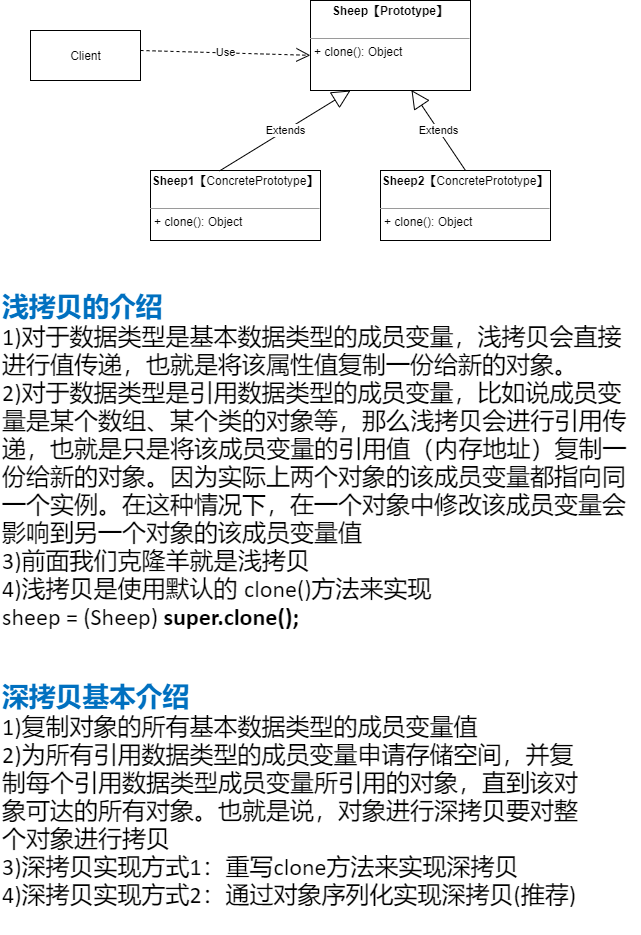 Sheep【Prototype】
Client
Use
+ clone(): Object
Extends
Extends
Sheep1【ConcretePrototype】
Sheep2【ConcretePrototype】
+ clone(): Object
+ clone(): Object
浅拷贝的介绍
1)对于数据类型是基本数据类型的成员变量，浅拷贝会直接
进行值传递，也就是将该属性值复制一份给新的对象。
2)对于数据类型是引用数据类型的成员变量，比如说成员变
量是某个数组、某个类的对象等，那么浅拷贝会进行引用传
递，也就是只是将该成员变量的引用值（内存地址）复制一
份给新的对象。因为实际上两个对象的该成员变量都指向同
一个实例。在这种情况下，在一个对象中修改该成员变量会
影响到另一个对象的该成员变量值
3)前面我们克隆羊就是浅拷贝
4)浅拷贝是使用默认的 clone()方法来实现
sheep = (Sheep) super.clone();
深拷贝基本介绍
1)复制对象的所有基本数据类型的成员变量值
2)为所有引用数据类型的成员变量申请存储空间，并复
制每个引用数据类型成员变量所引用的对象，直到该对
象可达的所有对象。也就是说，对象进行深拷贝要对整
个对象进行拷贝
3)深拷贝实现方式1：重写clone方法来实现深拷贝
4)深拷贝实现方式2：通过对象序列化实现深拷贝(推荐)